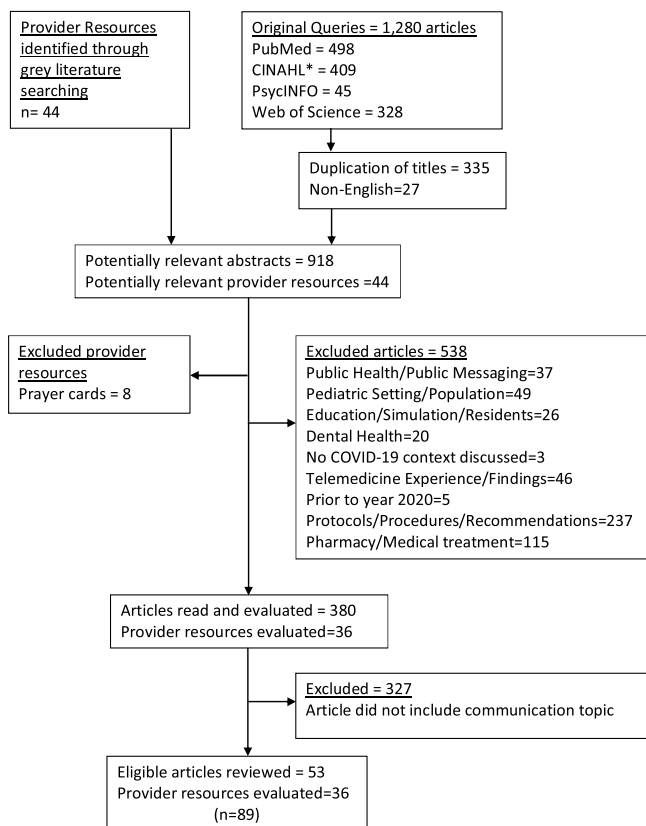 Provider Resources
identified through
grey literature
searching
n= 44
Original Queries = 1,280 articles
PubMed = 498
CINAHL* = 409
PsycINFO = 45
Web of Science = 328
Duplication of titles = 335
Non-English=27
Potentially relevant abstracts = 918
Potentially relevant provider resources =44
Excluded provider
resources
Prayer cards = 8
Excluded articles = 538
Public Health/Public Messaging=37
Pediatric Setting/Population=49
Education/Simulation/Residents=26
Dental Health=20
No COVID-19 context discussed=3
Telemedicine Experience/Findings=46
Prior to year 2020=5
Protocols/Procedures/Recommendations=237
Pharmacy/Medical treatment=115
Articles read and evaluated = 380
Provider resources evaluated=36
Excluded = 327
Article did not include communication topic
Eligible articles reviewed = 53
Provider resources evaluated=36
(n=89)